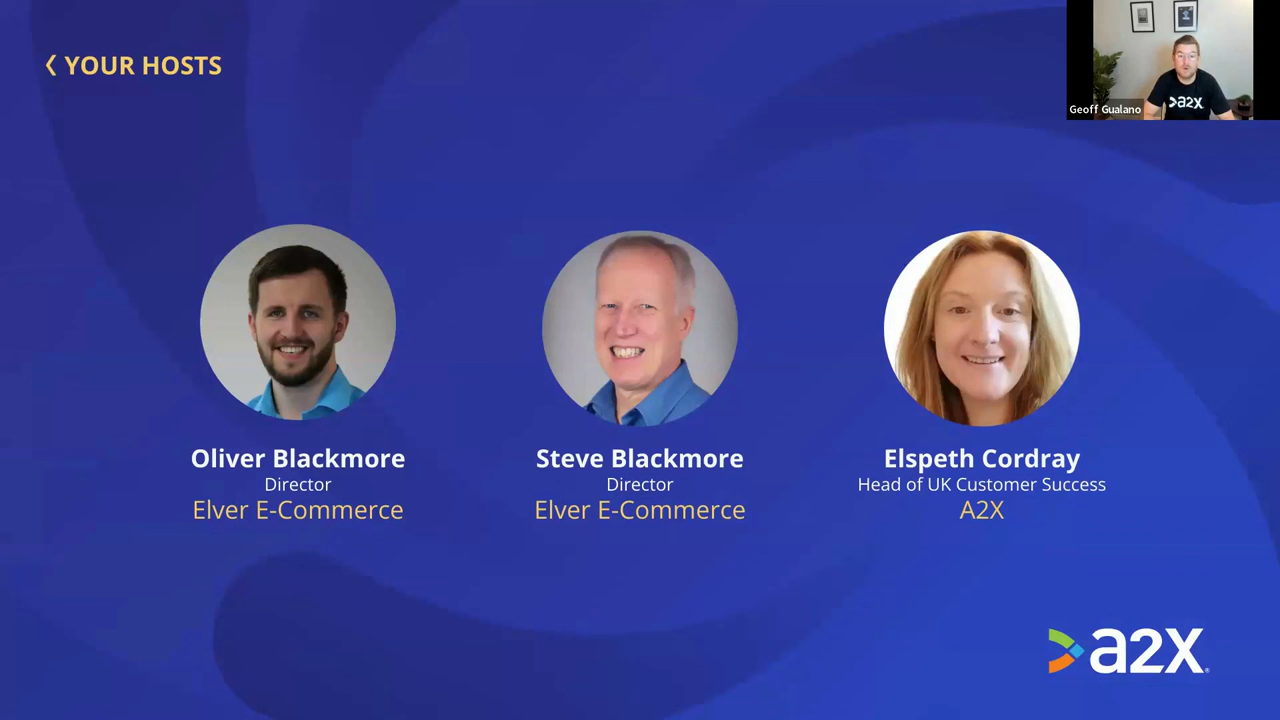 ❮ YOUR HOSTS
Geoff Gualano
a2x
Oliver Blackmore
Director
Elver E-Commerce
Steve Blackmore
Director
Elver E-Commerce
Elspeth Cordray
Head of UK Customer Success
A2X
a2x®